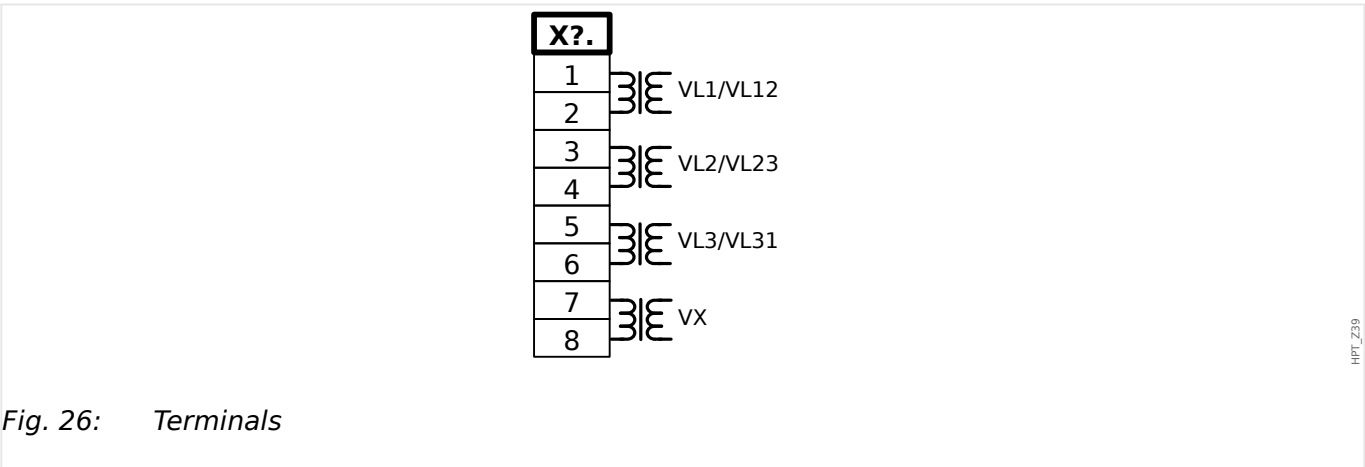 X?.
1
VL1/VL12
2
3
VL2/VL23
4
5
VL3/VL31
6
7
VX
8
HPT_Z39
Fig. 26: Terminals